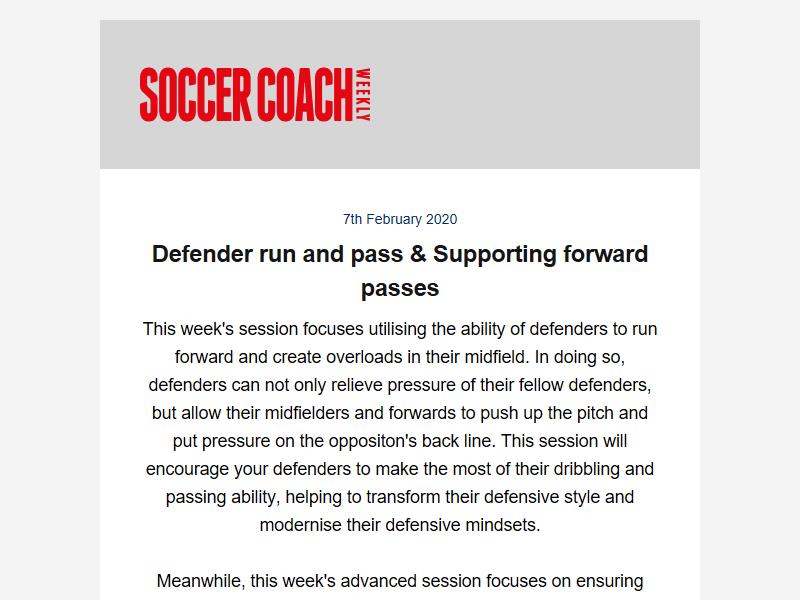 SOCCER COACH WEEKLY
7th February 2020
Defender run and pass & Supporting forward
passes
This week's session focuses utilising the ability of defenders to run
forward and create overloads in their midfield. In doing so,
defenders can not only relieve pressure of their fellow defenders,
but allow their midfielders and forwards to push up the pitch and
put pressure on the oppositon's back line. This session will
encourage your defenders to make the most of their dribbling and
passing ability, helping to transform their defensive style and
modernise their defensive mindsets.
Meanwhile, this week's advanced session focuses on ensuring